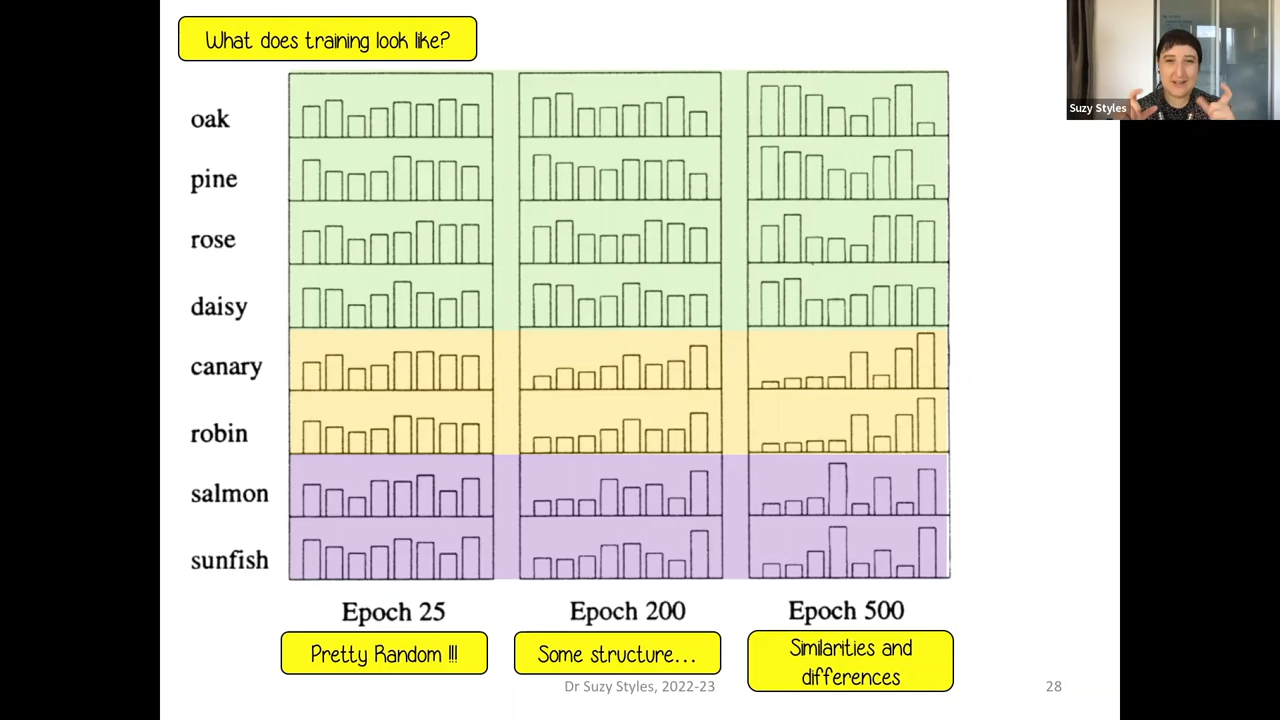 What does training look like?
Suzy Styles
oak
pine
rose
daisy
canary
robin
salmon
sunfish
Epoch 25
Epoch 200
Epoch 500
Pretty Random !!!
Some structure...
Similarities and
differences
Dr Suzy Styles, 2022-23
28